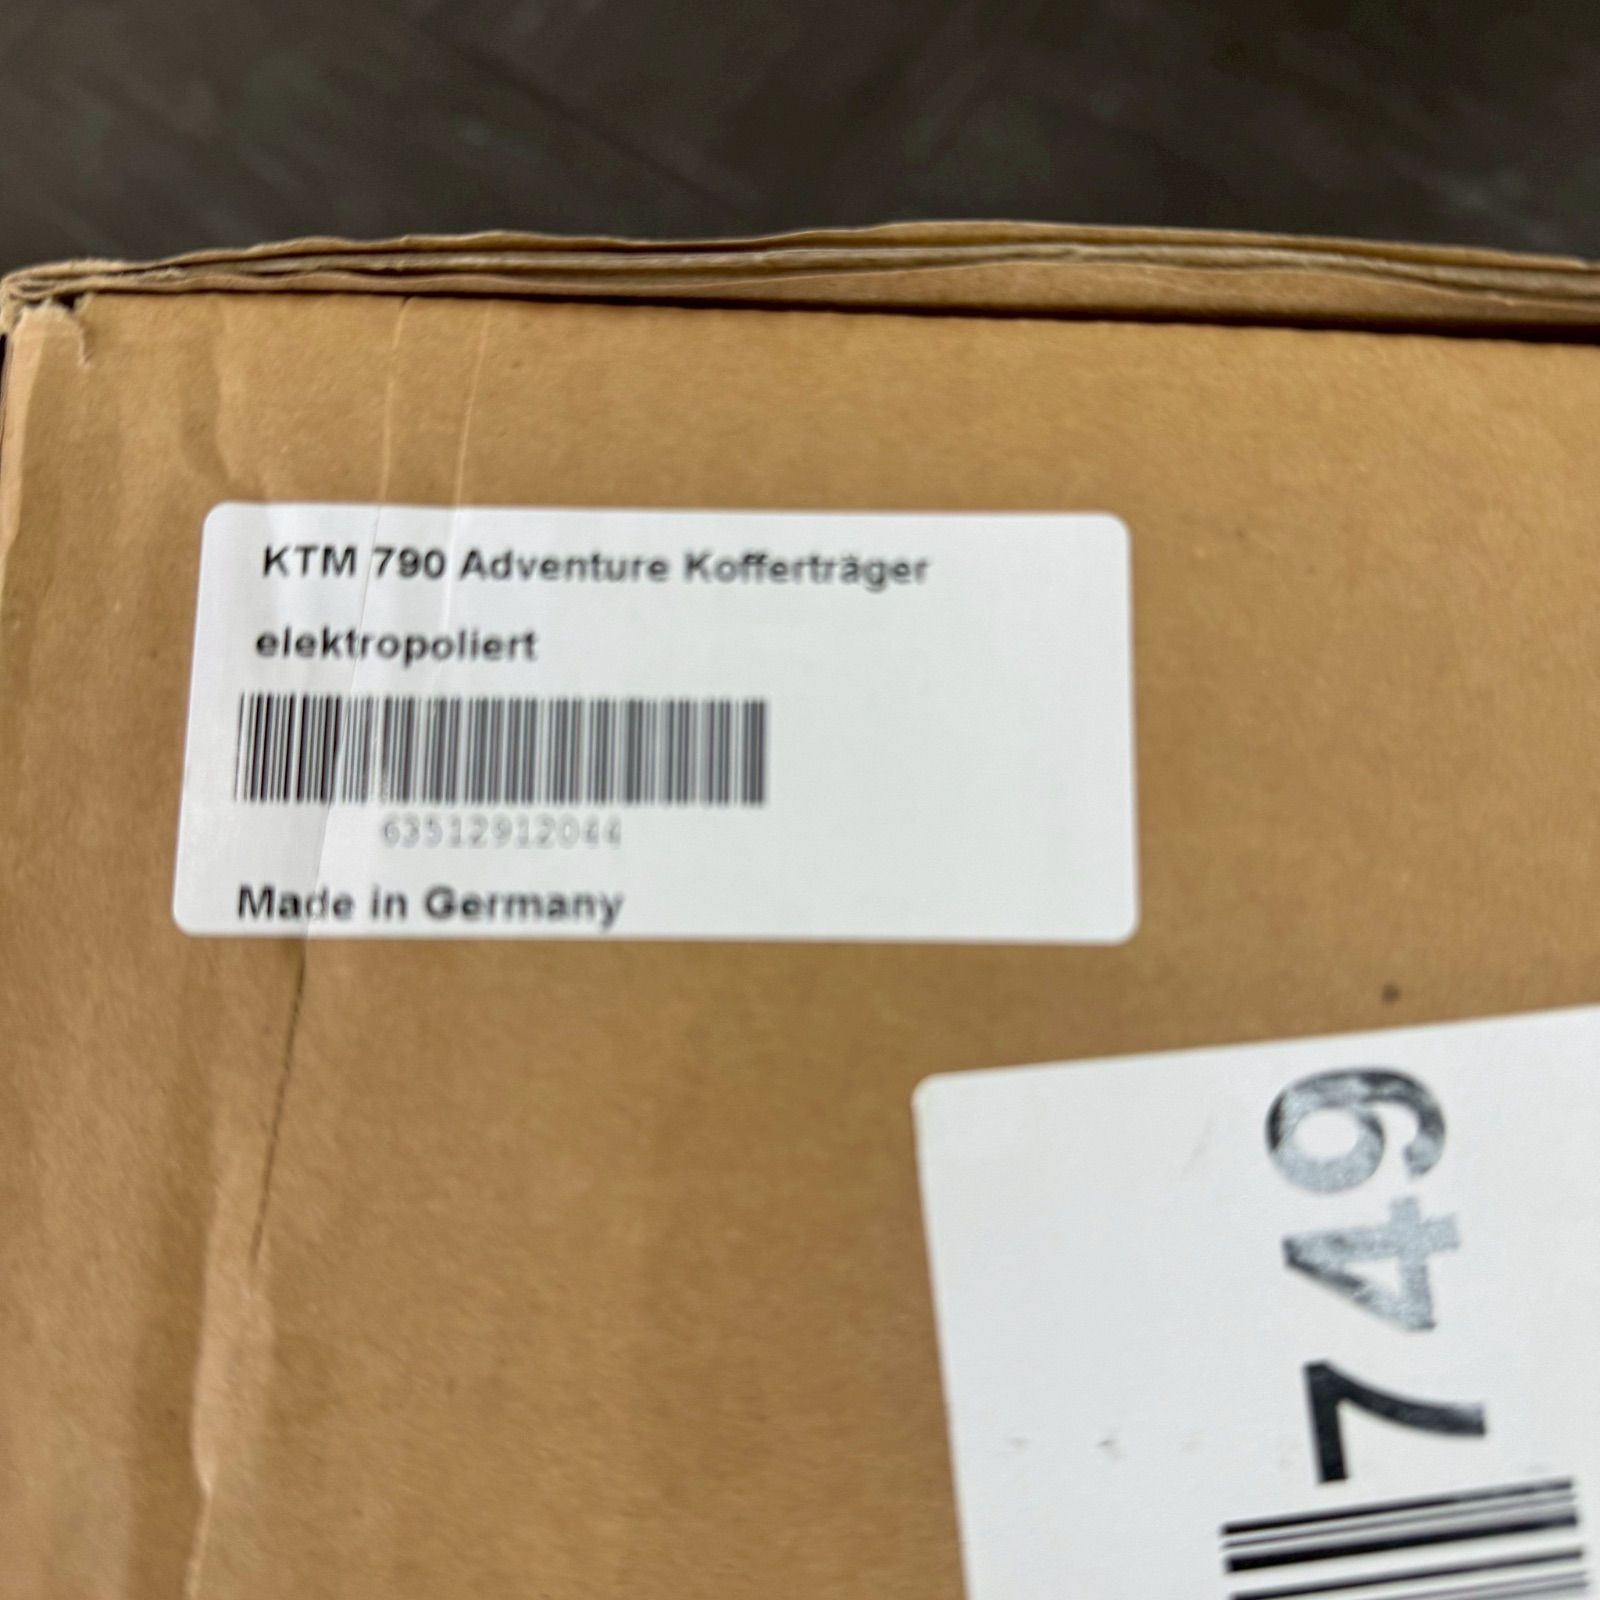 KTM 790 Adventure Kofferträger
elektropoliert
63512912044
Made in Germany
749